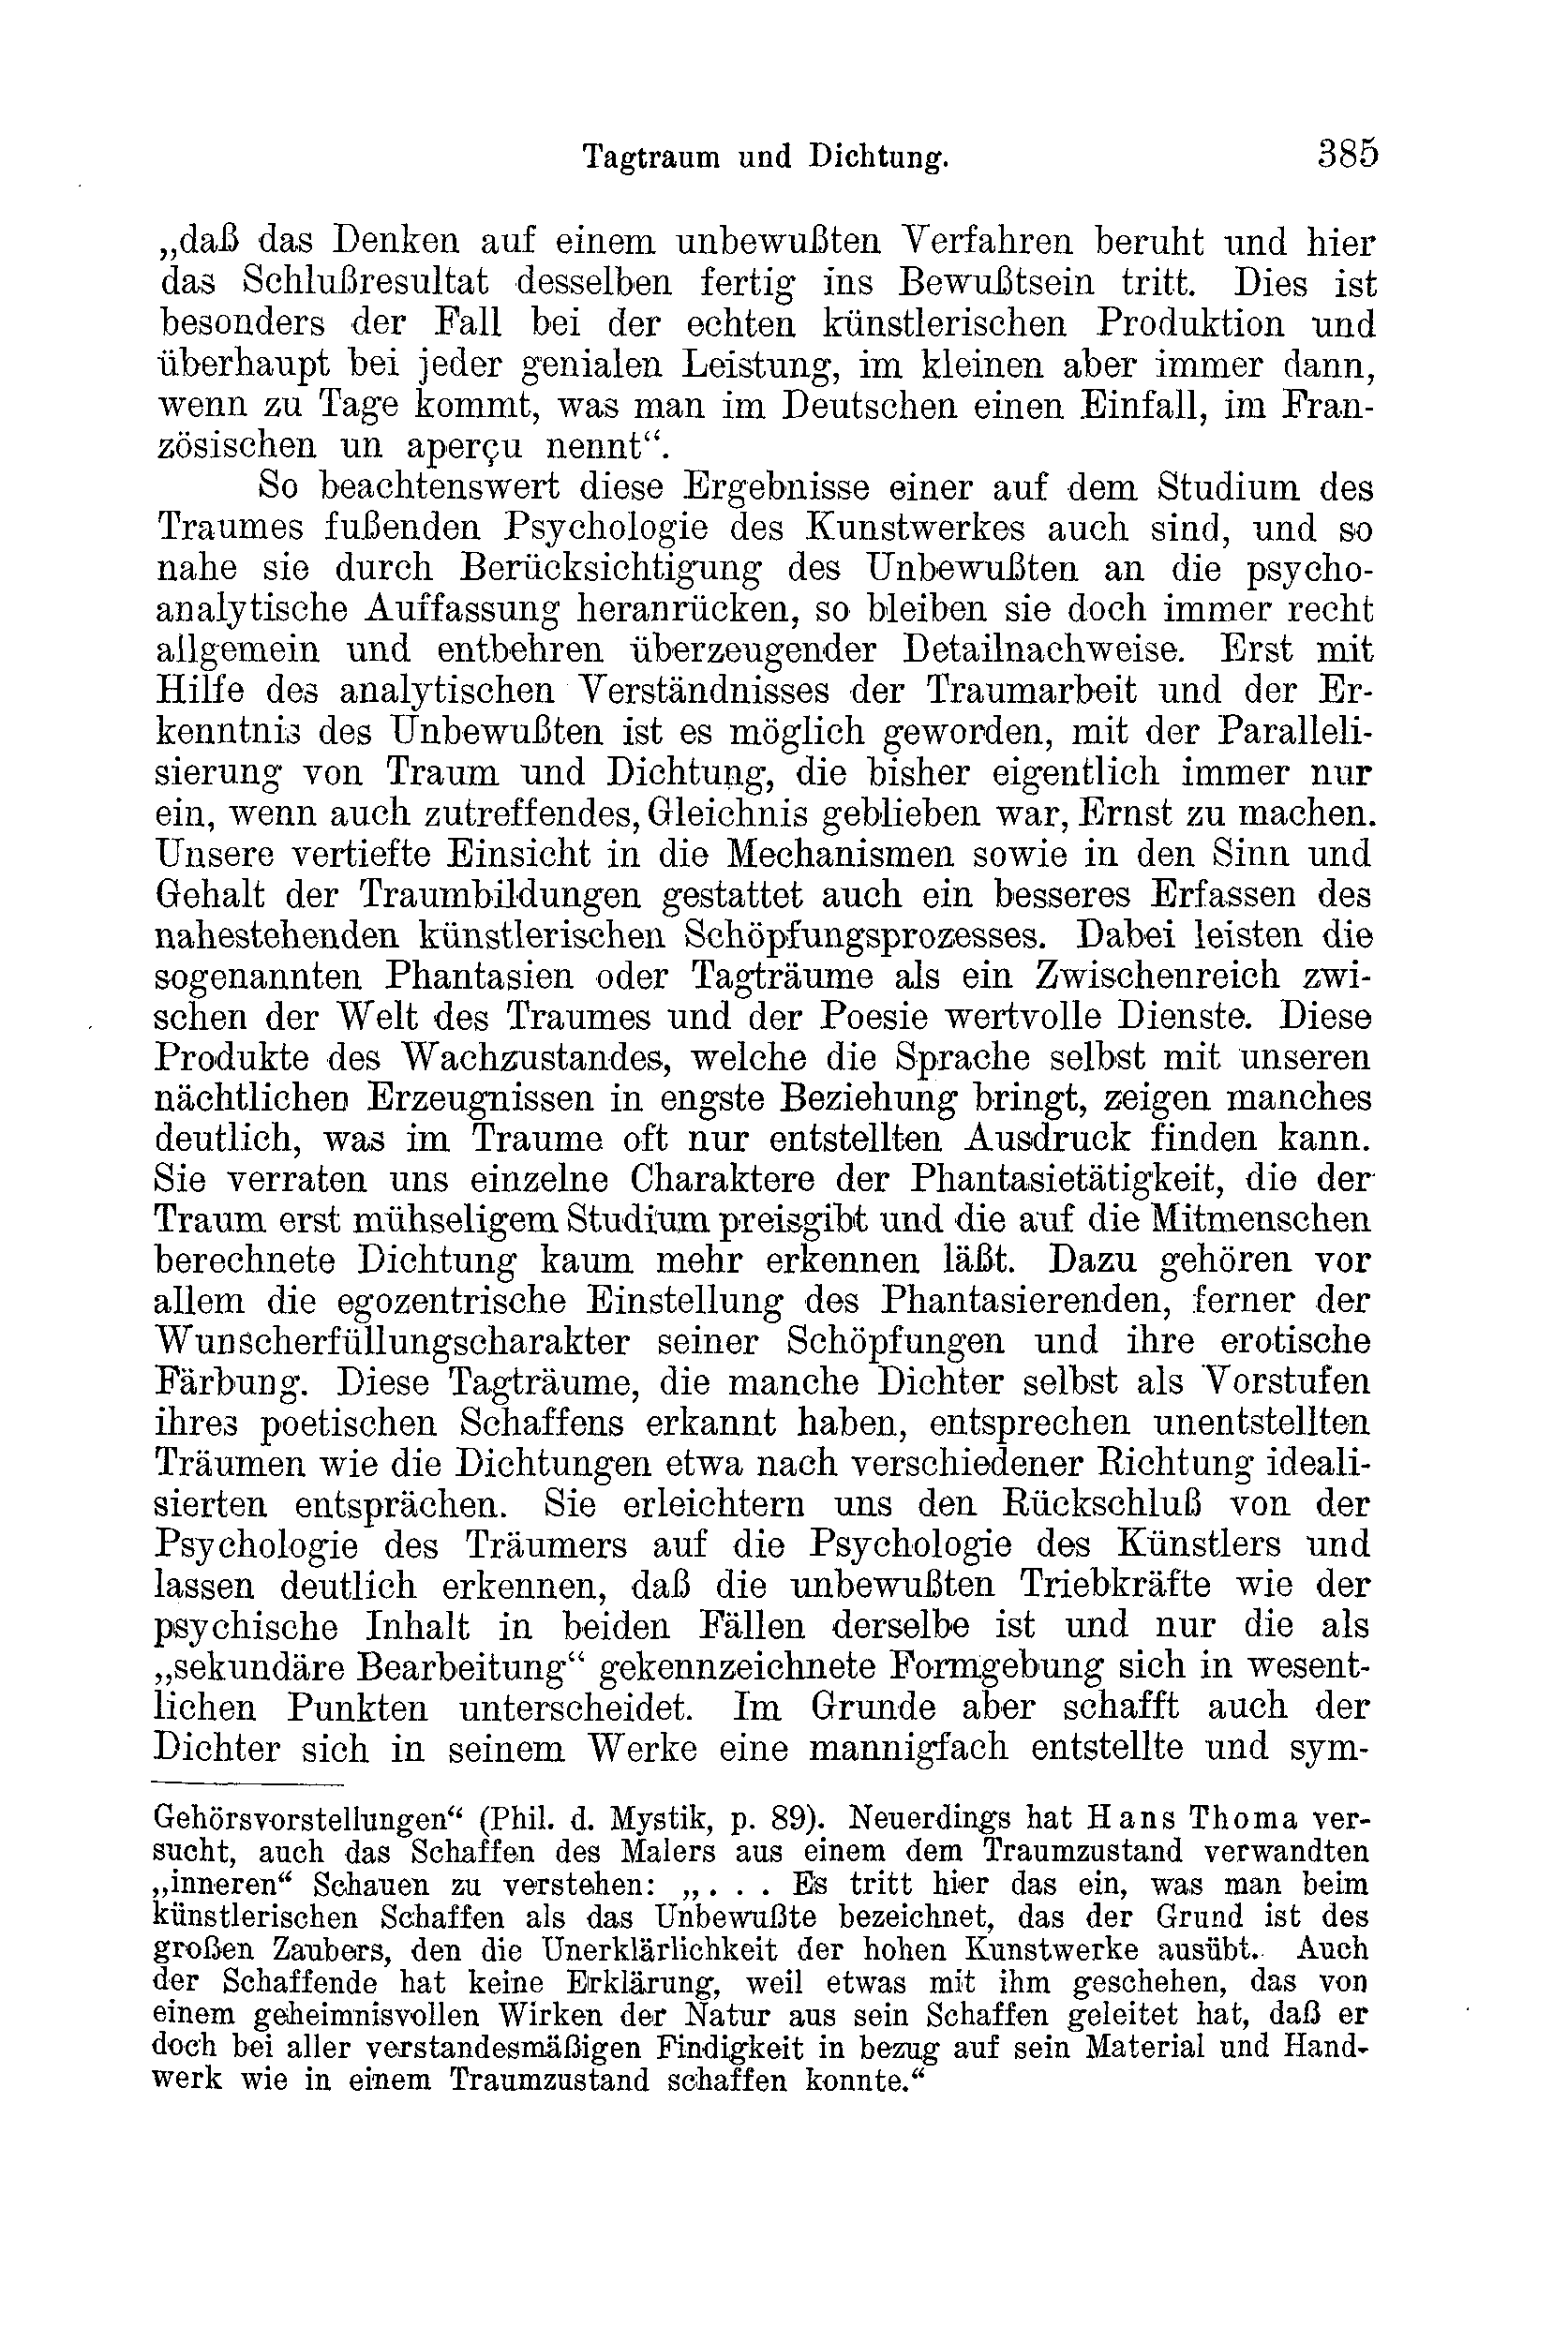 Tagtraum und Dichtung. 385
„daß das Denken auf einem unbewußten Verfahren beruht und hier
das Schlußresultat desselben fertig ins Bewußtsein tritt. Dies ist
besonders der Fall bei der echten künstlerischen Produktion und
überhaupt bei jeder genialen Leistung, im kleinen aber immer dann,
wenn zu Tage kommt, was man im Deutschen einen Einfall, im Fran-
zösischen un aperçu nennt“.
So beachtenswert diese Ergebnisse einer auf dem Studium des
Traumes fußenden Psychologie des Kunstwerkes auch sind, und so
nahe sie durch Berücksichtigung des Unbewußten an die psycho-
analytische Auffassung heranrücken, so bleiben sie doch immer recht
allgemein und entbehren überzeugender Detailnachweise. Erst mit
Hilfe des analytischen Verständnisses der Traumarbeit und der Er-
kenntnis des Unbewußten ist es möglich geworden, mit der Paralleli-
sierung von Traum und Dichtung, die bisher eigentlich immer nur
ein, wenn auch zutreffendes, Gleichnis geblieben war, Ernst zu machen.
Unsere vertiefte Einsicht in die Mechanismen sowie in den Sinn und
Gehalt der Traumbildungen gestattet auch ein besseres Erfassen des
nahestehenden künstlerischen Schöpfungsprozesses. Dabei leisten die
sogenannten Phantasien oder Tagträume als ein Zwischenreich zwi-
schen der Welt des Traumes und der Poesie wertvolle Dienste. Diese
Produkte des Wachzustandes, welche die Sprache selbst mit unseren
nächtlichen Erzeugnissen in engste Beziehung bringt, zeigen manches
deutlich, was im Traume oft nur entstellten Ausdruck finden kann.
Sie verraten uns einzelne Charaktere der Phantasietätigkeit, die der
Traum erst mühseligem Studium preisgibt und die auf die Mitmenschen
berechnete Dichtung kaum mehr erkennen läßt. Dazu gehören vor
allem die egozentrische Einstellung des Phantasierenden, ferner der
Wunscherfüllungscharakter seiner Schöpfungen und ihre erotische
Färbung. Diese Tagträume, die manche Dichter selbst als Vorstufen
ihres poetischen Schaffens erkannt haben, entsprechen unentstellten
Träumen wie die Dichtungen etwa nach verschiedener Richtung ideali-
sierten entsprächen. Sie erleichtern uns den Rückschluß von der
Psychologie des Träumers auf die Psychologie des Künstlers und
lassen deutlich erkennen, daß die unbewußten Triebkräfte wie der
psychische Inhalt in beiden Fällen derselbe ist und nur die als
„sekundäre Bearbeitung“ gekennzeichnete Formgebung sich in wesent-
lichen Punkten unterscheidet. Im Grunde aber schafft auch der
Dichter sich in seinem Werke eine mannigfach entstellte und sym-
Gehörsvorstellungen“ (Phil. d. Mystik, p. 89). Neuerdings hat Hans Thoma ver-
sucht, auch das Schaffen des Malers aus einem dem Traumzustand verwandten
„inneren“ Schauen zu verstehen: „. . . Es tritt hier das ein, was man beim
künstlerischen Schaffen als das Unbewußte bezeichnet, das der Grund ist des
großen Zaubers, den die Unerklärlichkeit der hohen Kunstwerke ausübt. Auch
der Schaffende hat keine Erklärung, weil etwas mit ihm geschehen, das von
einem geheimnisvollen Wirken der Natur aus sein Schaffen geleitet hat, daß er
doch bei aller verstandesmäßigen Findigkeit in bezug auf sein Material und Hand-
werk wie in einem Traumzustand schaffen konnte.“